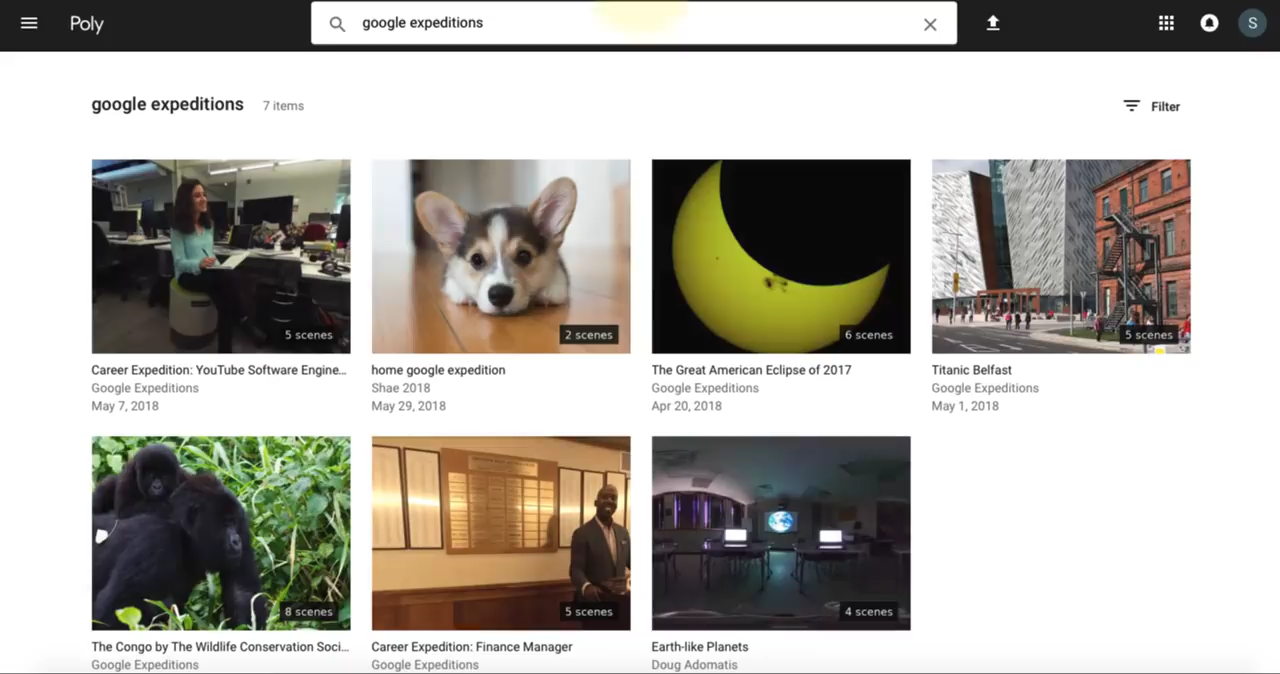 Poly
google expeditions
S
google expeditions 7 items
Filter
5 scenes
2 scenes
6 scenes
5 scenes
Career Expedition: YouTube Software Engine...
Google Expeditions
May 7, 2018
home google expedition
Shae 2018
May 29, 2018
The Great American Eclipse of 2017
Google Expeditions
Apr 20, 2018
Titanic Belfast
Google Expeditions
May 1, 2018
8 scenes
5 scenes
4 scenes
The Congo by The Wildlife Conservation Soci...
Google Expeditions
Career Expedition: Finance Manager
Google Expeditions
Earth-like Planets
Doug Adomatis